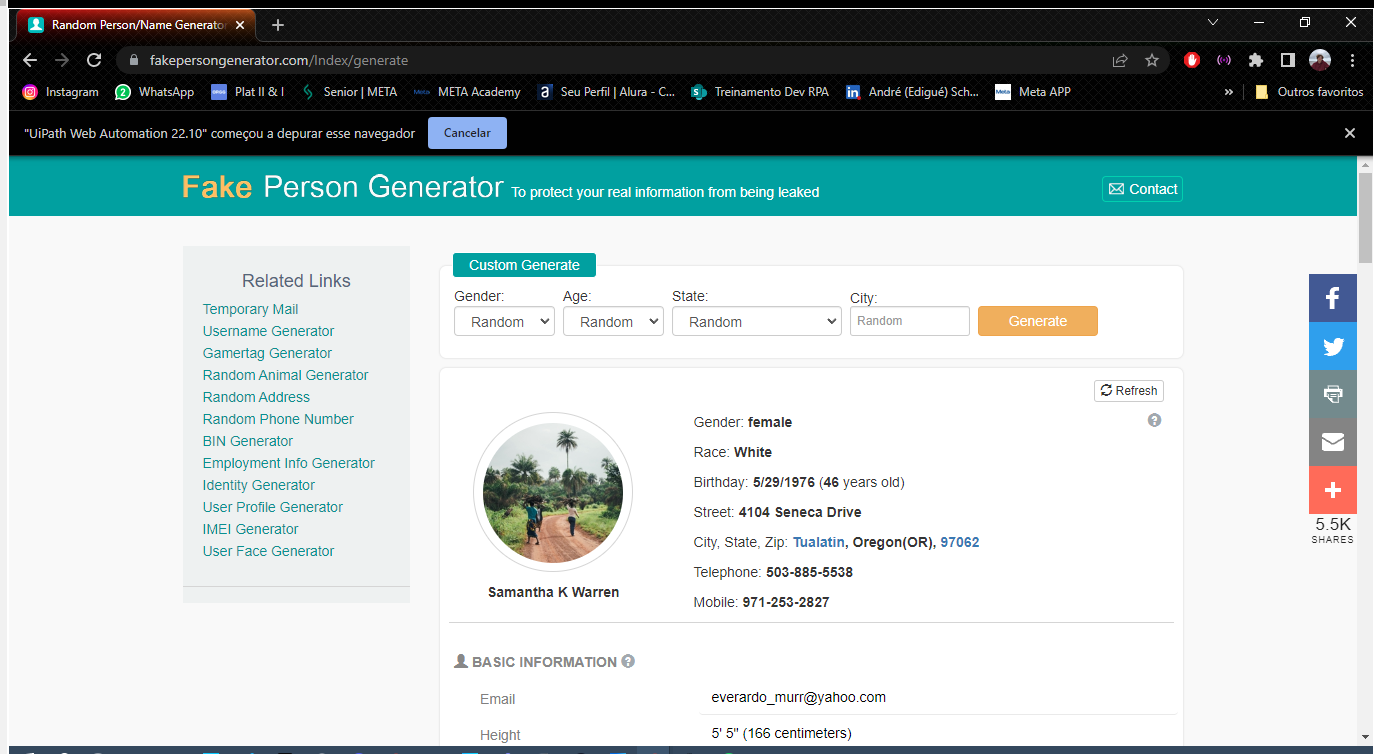 Random Person/Name Generator
fakepersongenerator.com/Index/generate
Instagram WhatsApp Plat II & I Senior | META META Academy Seu Perfil | Alura - C... Treinamento Dev RPA André (Edigué) Sch... Meta APP » Outros favoritos
"UiPath Web Automation 22.10" começou a depurar esse navegador Cancelar
Fake Person Generator To protect your real information from being leaked Contact
Related Links
Temporary Mail
Username Generator
Gamertag Generator
Random Animal Generator
Random Address
Random Phone Number
BIN Generator
Employment Info Generator
Identity Generator
User Profile Generator
IMEI Generator
User Face Generator
Custom Generate
Gender: Age: State: City:
Random Random Random Random Generate
Refresh
Gender: female
Race: White
Birthday: 5/29/1976 (46 years old)
Street: 4104 Seneca Drive
City, State, Zip: Tualatin, Oregon(OR), 97062
Telephone: 503-885-5538
Mobile: 971-253-2827
Samantha K Warren
BASIC INFORMATION
Email everardo_murr@yahoo.com
Height 5' 5" (166 centimeters)
5.5K
SHARES